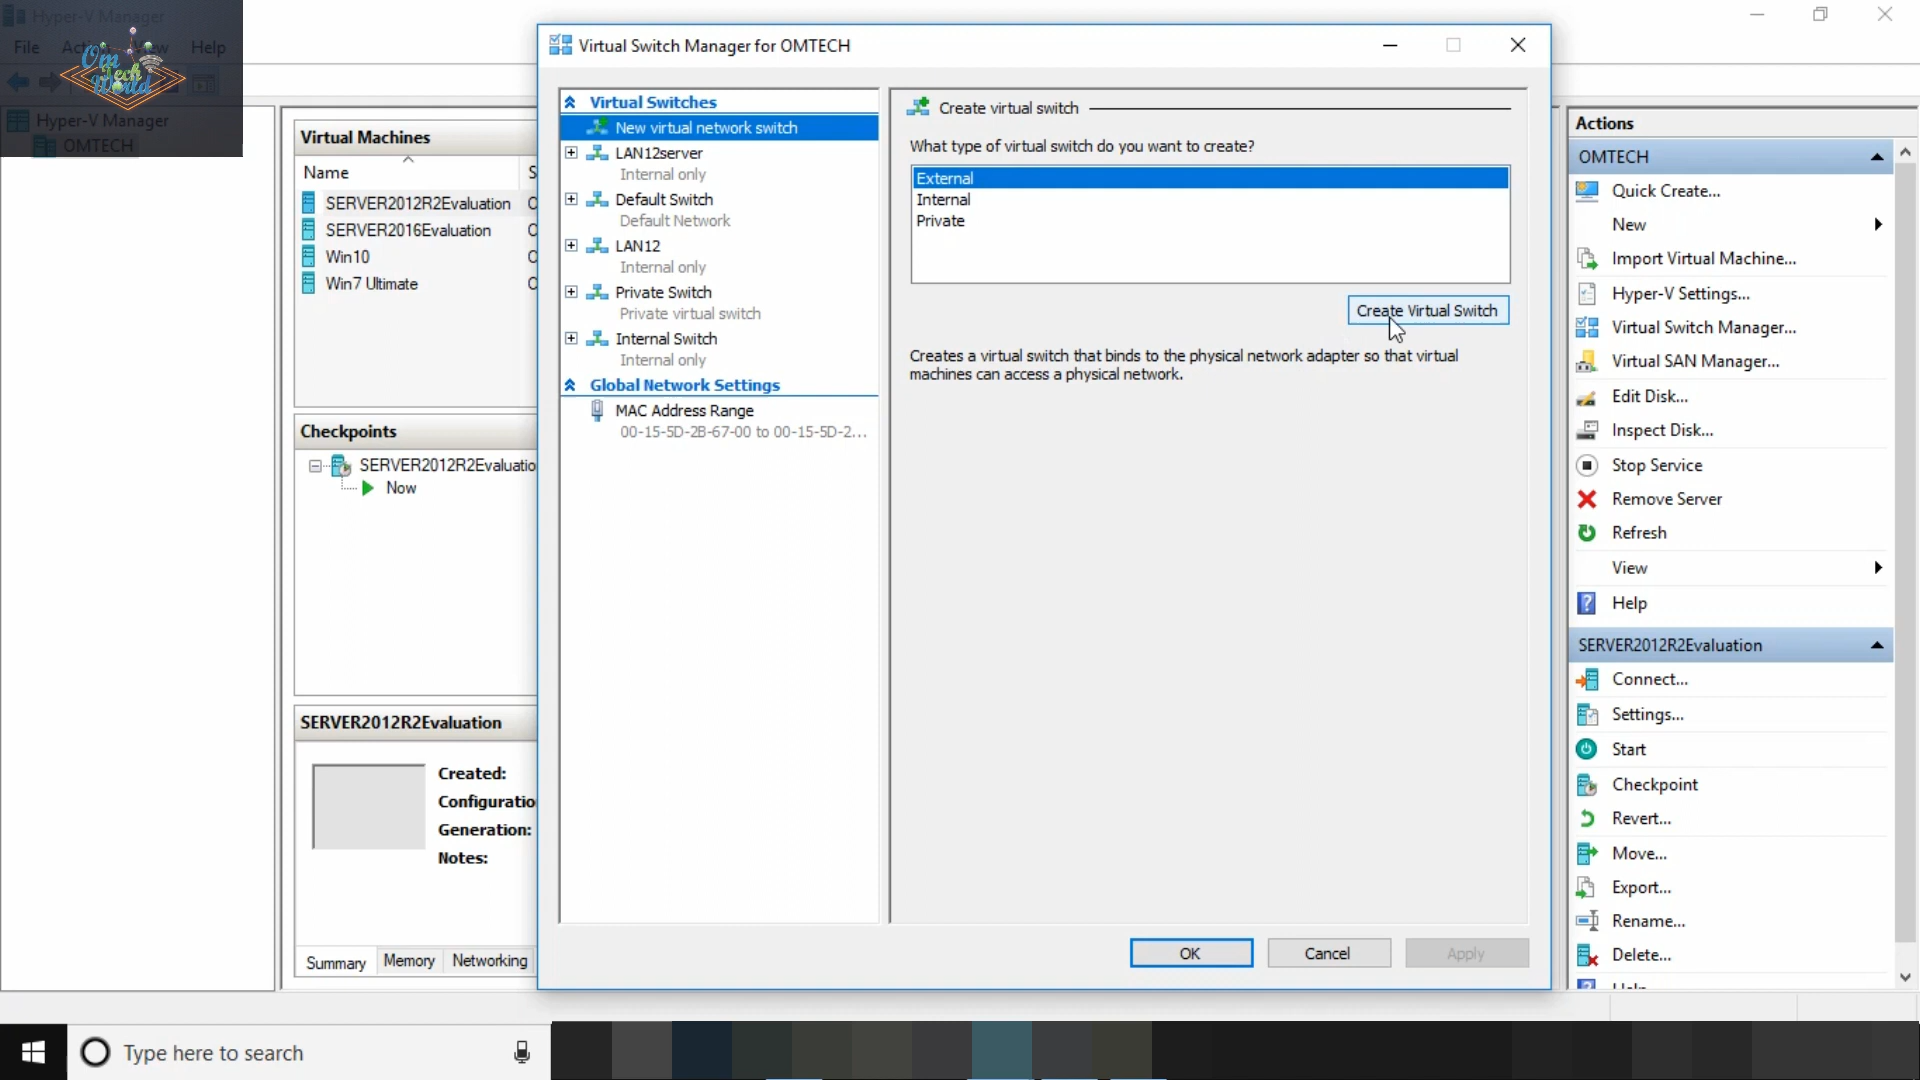 Hyper-V Manager
File Action View Help
Om
Tech
World
Hyper-V Manager
OMTECH
Virtual Machines
Name
SERVER2012R2Evaluation
SERVER2016Evaluation
Win10
Win7 Ultimate
Checkpoints
SERVER2012R2Evaluatio
Now
SERVER2012R2Evaluation
Created:
Configuratio
Generation:
Notes:
Summary Memory Networking
Virtual Switch Manager for OMTECH
Virtual Switches
New virtual network switch
LAN12server
Internal only
Default Switch
Default Network
LAN12
Internal only
Private Switch
Private virtual switch
Internal Switch
Internal only
Global Network Settings
MAC Address Range
00-15-5D-2B-67-00 to 00-15-5D-2...
Create virtual switch
What type of virtual switch do you want to create?
External
Internal
Private
Create Virtual Switch
Creates a virtual switch that binds to the physical network adapter so that virtual
machines can access a physical network.
OK Cancel Apply
Actions
OMTECH
Quick Create...
New
Import Virtual Machine...
Hyper-V Settings...
Virtual Switch Manager...
Virtual SAN Manager...
Edit Disk...
Inspect Disk...
Stop Service
Remove Server
Refresh
View
Help
SERVER2012R2Evaluation
Connect...
Settings...
Start
Checkpoint
Revert...
Move...
Export...
Rename...
Delete...
Type here to search